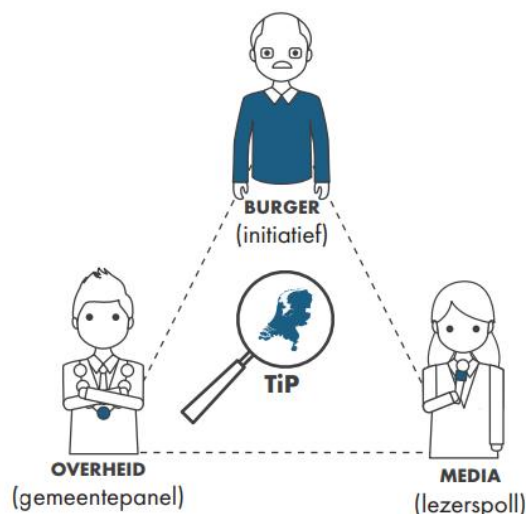 BURGER
(initiatief)
TiP
OVERHEID
(gemeentepanel)
MEDIA
(lezerspoll)